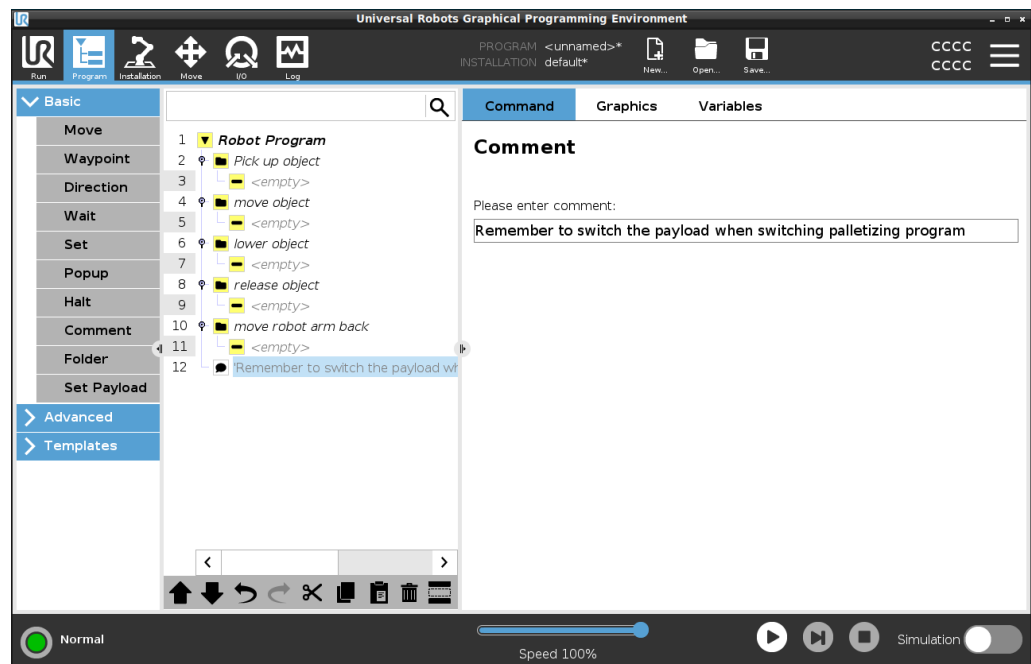 Universal Robots Graphical Programming Environment
UR
Run
Program
Installation
Move
I/O
Log
PROGRAM <unnamed>*
INSTALLATION default*
New...
Open...
Save...
CCCC
CCCC
Basic
Move
Waypoint
Direction
Wait
Set
Popup
Halt
Comment
Folder
Set Payload
Advanced
Templates
1 Robot Program
2 Pick up object
3 <empty>
4 move object
5 <empty>
6 lower object
7 <empty>
8 release object
9 <empty>
10 move robot arm back
11 <empty>
12 'Remember to switch the payload wh
Command Graphics Variables
Comment
Please enter comment:
Remember to switch the payload when switching palletizing program
Normal
Speed 100%
Simulation